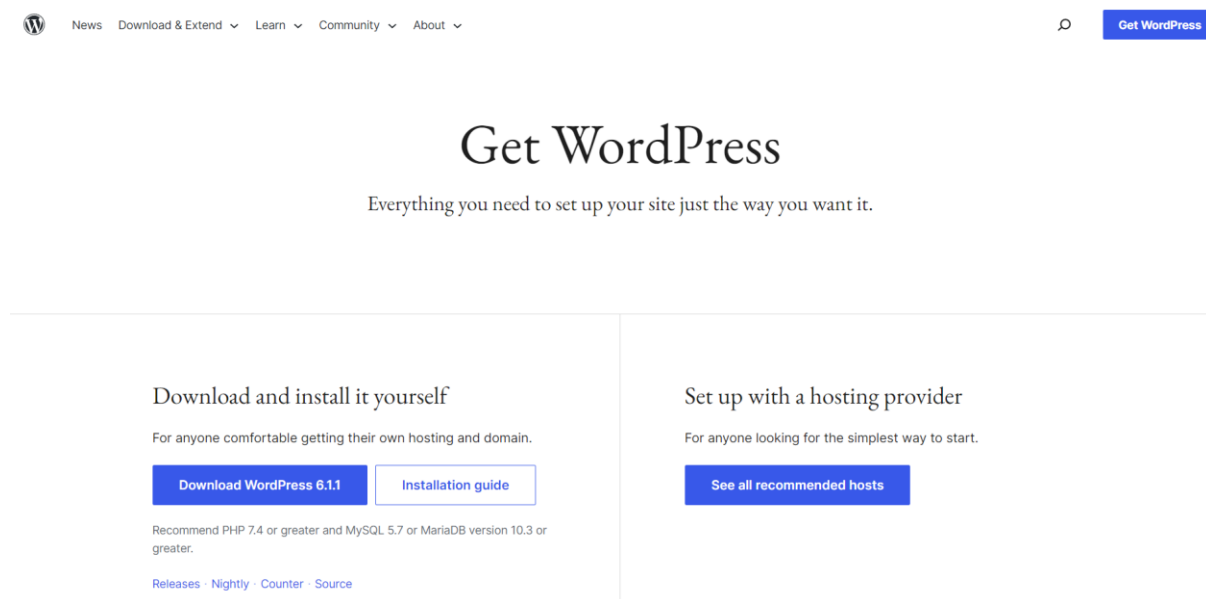 News Download & Extend Learn Community About Get WordPress
Get WordPress
Everything you need to set up your site just the way you want it.
Download and install it yourself
For anyone comfortable getting their own hosting and domain.
Download WordPress 6.1.1 Installation guide
Recommend PHP 7.4 or greater and MySQL 5.7 or MariaDB version 10.3 or
greater.
Releases · Nightly · Counter · Source
Set up with a hosting provider
For anyone looking for the simplest way to start.
See all recommended hosts